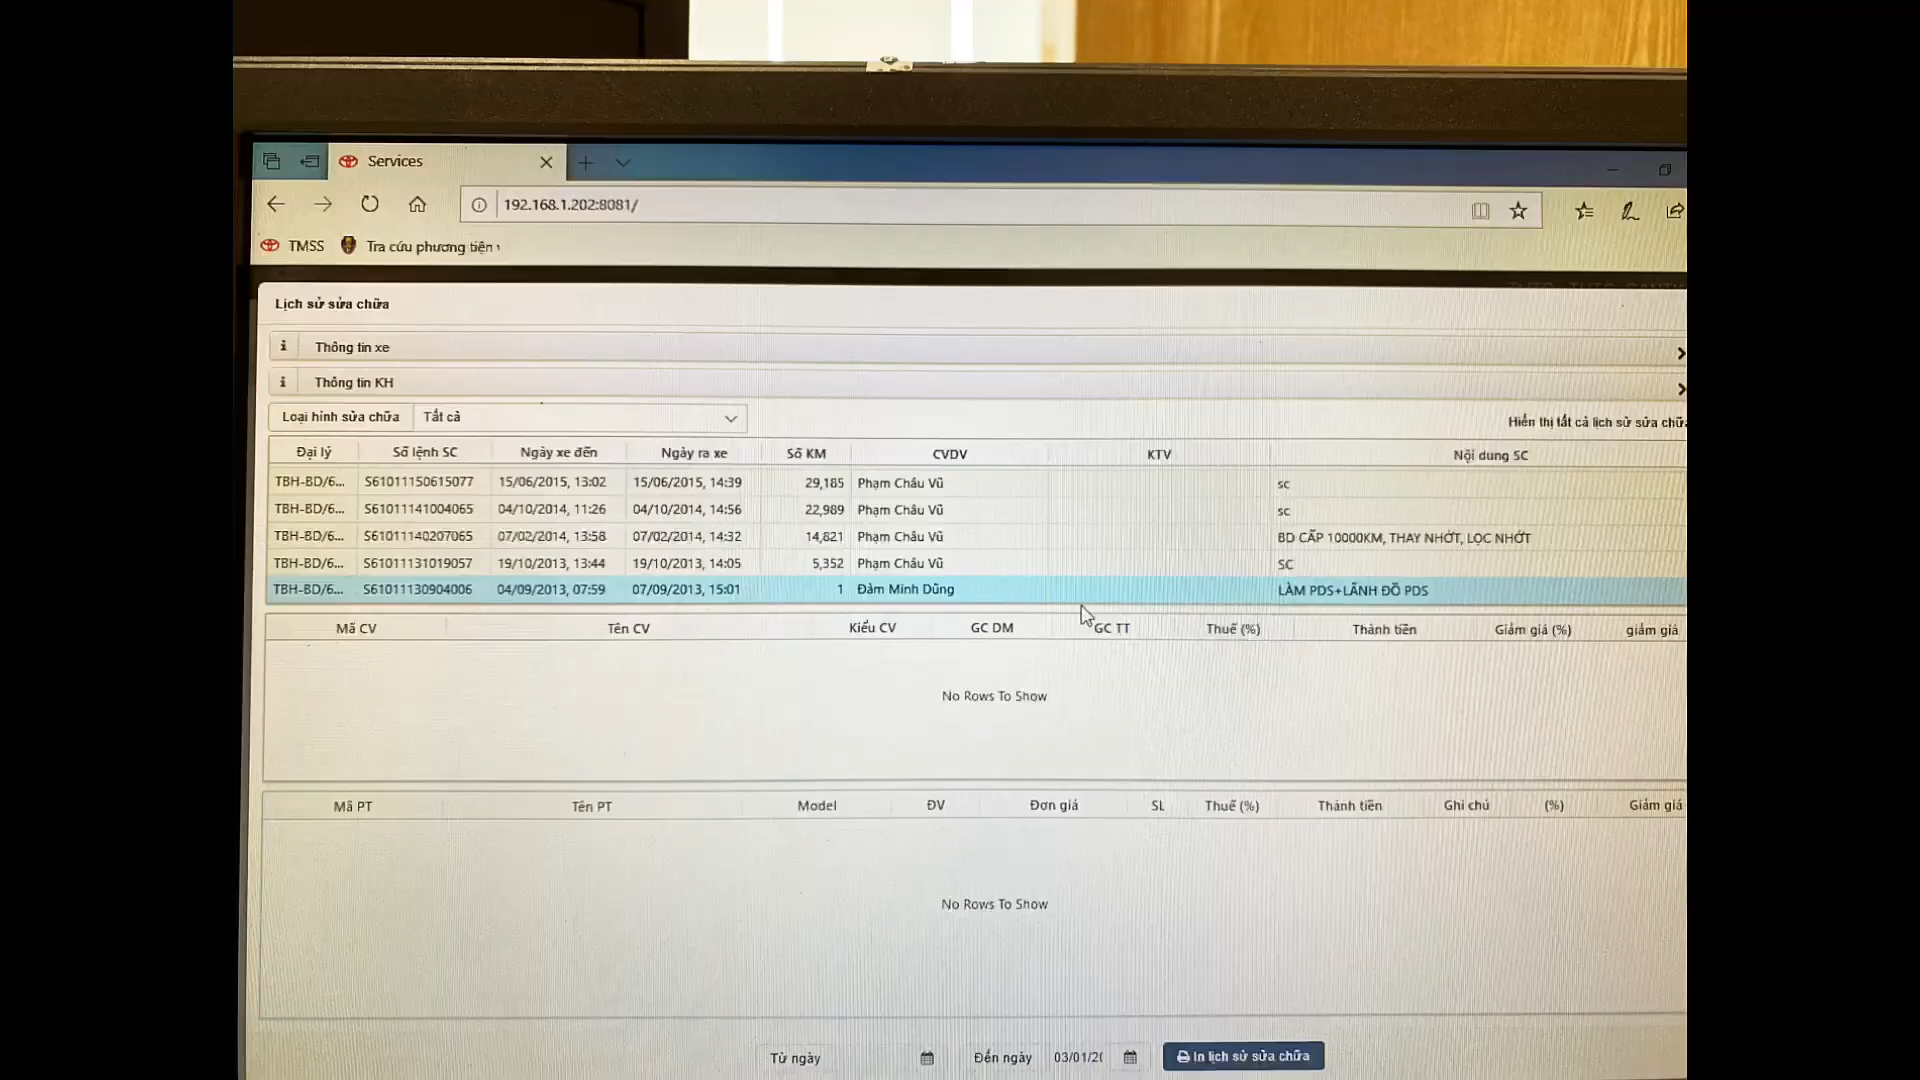 Services
192.168.1.202:8081/
TMSS Tra cứu phương tiện
Lịch sử sửa chữa
i Thông tin xe
i Thông tin KH
Loại hình sửa chữa Tất cả Hiển thị tất cả lịch sử sửa chữa
Đại lý Số lệnh SC Ngày xe đến Ngày ra xe Số KM CVDV KTV Nội dung SC
TBH-BD/6... S61011150615077 15/06/2015, 13:02 15/06/2015, 14:39 29,185 Phạm Châu Vũ sc
TBH-BD/6... S61011141004065 04/10/2014, 11:26 04/10/2014, 14:56 22,989 Phạm Châu Vũ sc
TBH-BD/6... S61011140207065 07/02/2014, 13:58 07/02/2014, 14:32 14,821 Phạm Châu Vũ BD CẤP 10000KM, THAY NHỚT, LỌC NHỚT
TBH-BD/6... S61011131019057 19/10/2013, 13:44 19/10/2013, 14:05 5,352 Phạm Châu Vũ SC
TBH-BD/6... S61011130904006 04/09/2013, 07:59 07/09/2013, 15:01 1 Đàm Minh Dũng LÀM PDS+LÃNH ĐỒ PDS
Mã CV Tên CV Kiểu CV GC DM GC TT Thuế (%) Thành tiền Giảm giá (%) giảm giá
No Rows To Show
Mã PT Tên PT Model ĐV Đơn giá SL Thuế (%) Thành tiền Ghi chú (%) Giảm giá
No Rows To Show
Từ ngày Đến ngày 03/01/20 In lịch sử sửa chữa